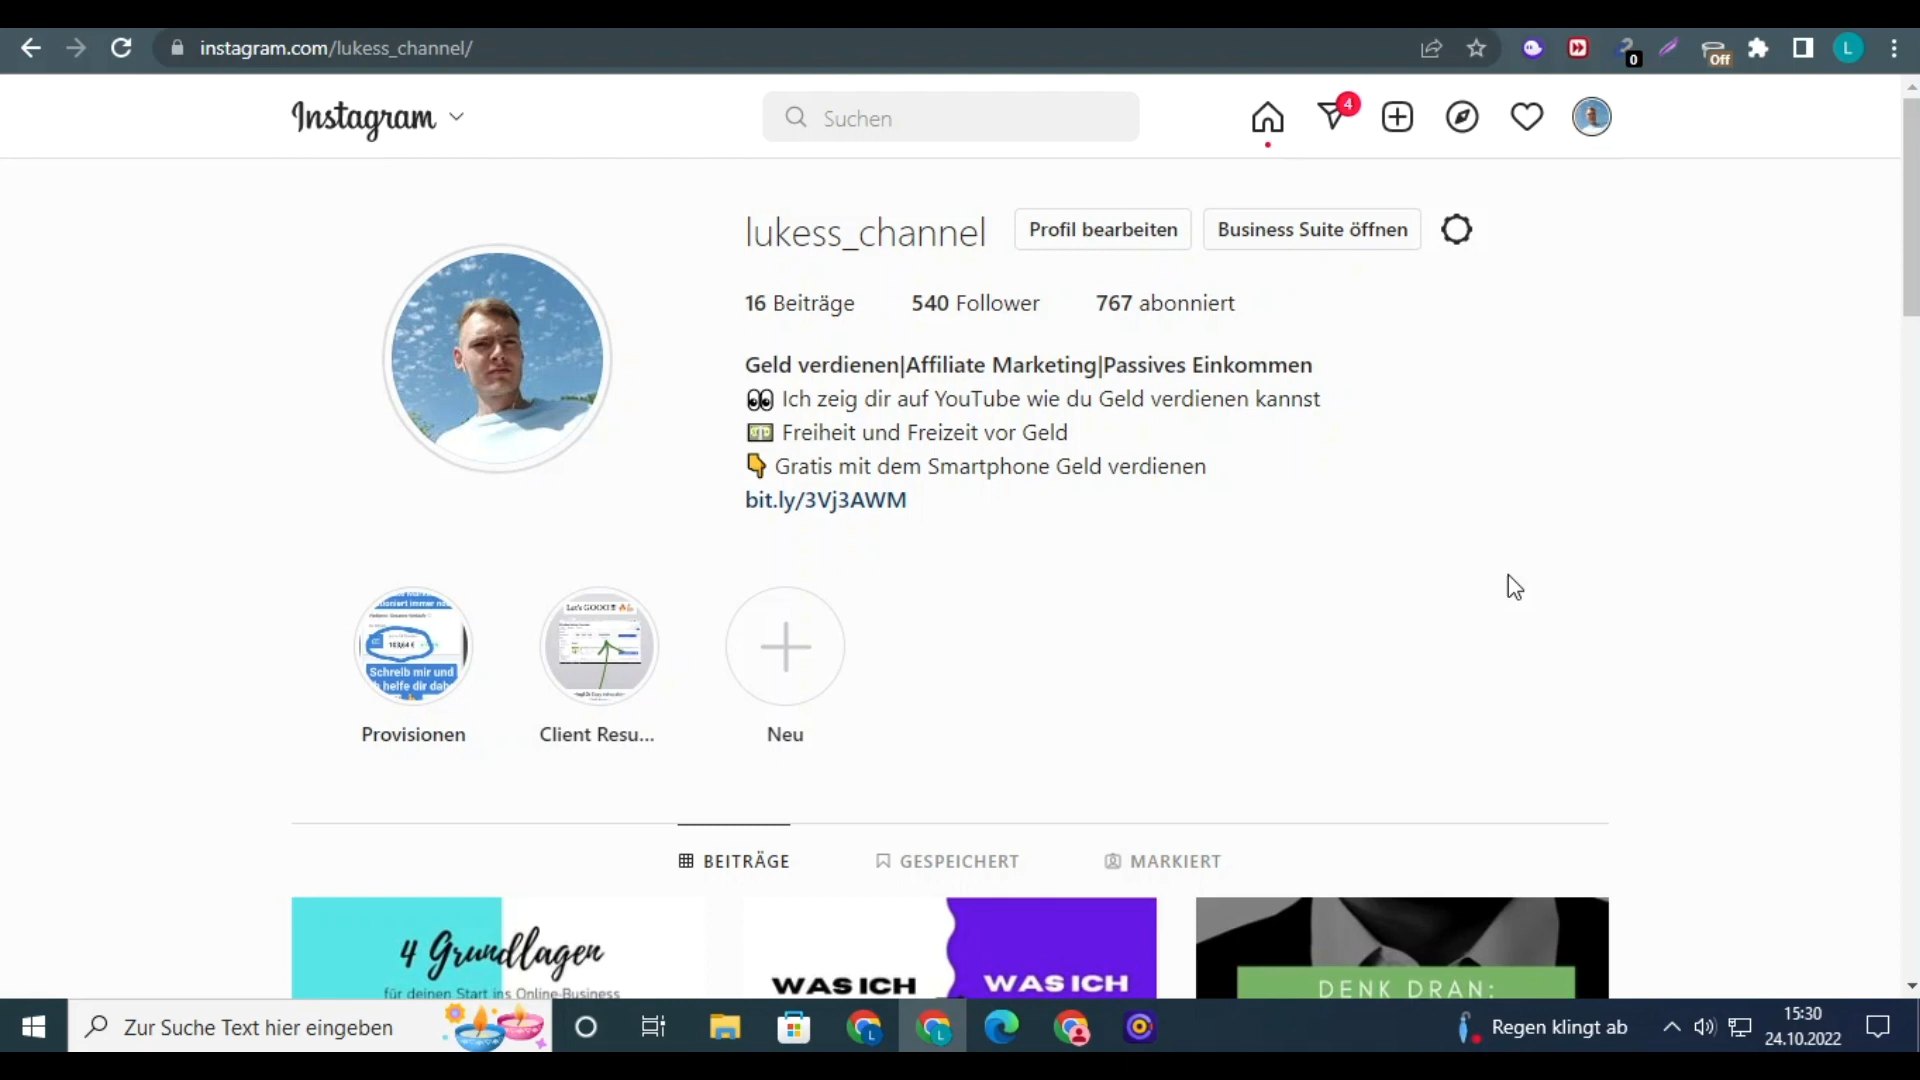 instagram.com/lukess_channel/
0
Off
L
Instagram
Suchen
4
lukess_channel
Profil bearbeiten
Business Suite öffnen
16 Beiträge
540 Follower
767 abonniert
Geld verdienen|Affiliate Marketing|Passives Einkommen
Ich zeig dir auf YouTube wie du Geld verdienen kannst
Freiheit und Freizeit vor Geld
Gratis mit dem Smartphone Geld verdienen
bit.ly/3Vj3AWM
Schreib mir und
helfe dir dab
Let's GOOO!
Provisionen
Client Resu...
Neu
BEITRÄGE
GESPEICHERT
MARKIERT
4 Grundlagen
für deinen Start ins Online-Business
WAS ICH
WAS ICH
DENK DRAN:
Zur Suche Text hier eingeben
L
L
Regen klingt ab
15:30
24.10.2022